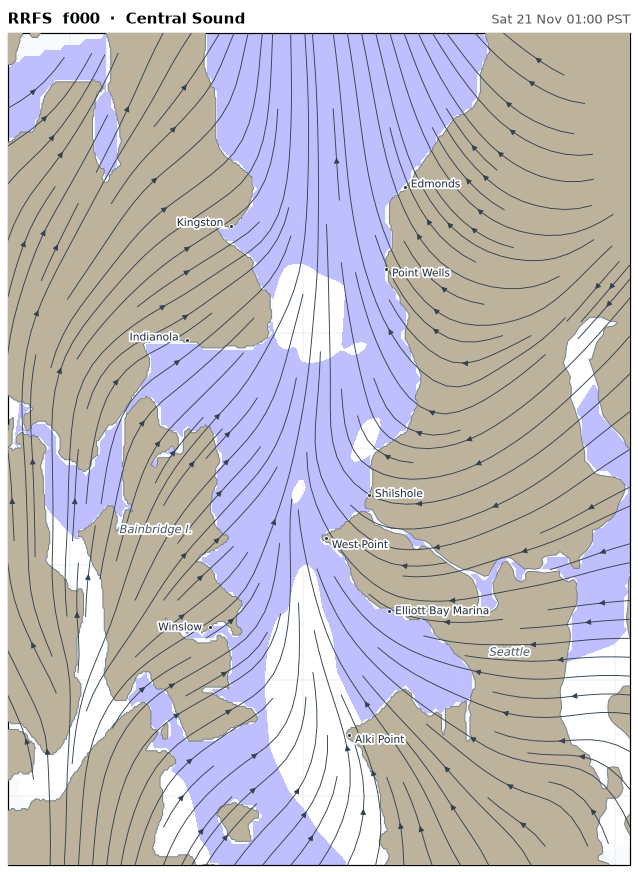 RRFS f000 · Central Sound
Sat 21 Nov 01:00 PST
Edmonds
Kingston
Point Wells
Indianola
Shilshole
Bainbridge I.
West Point
Elliott Bay Marina
Winslow
Seattle
Alki Point